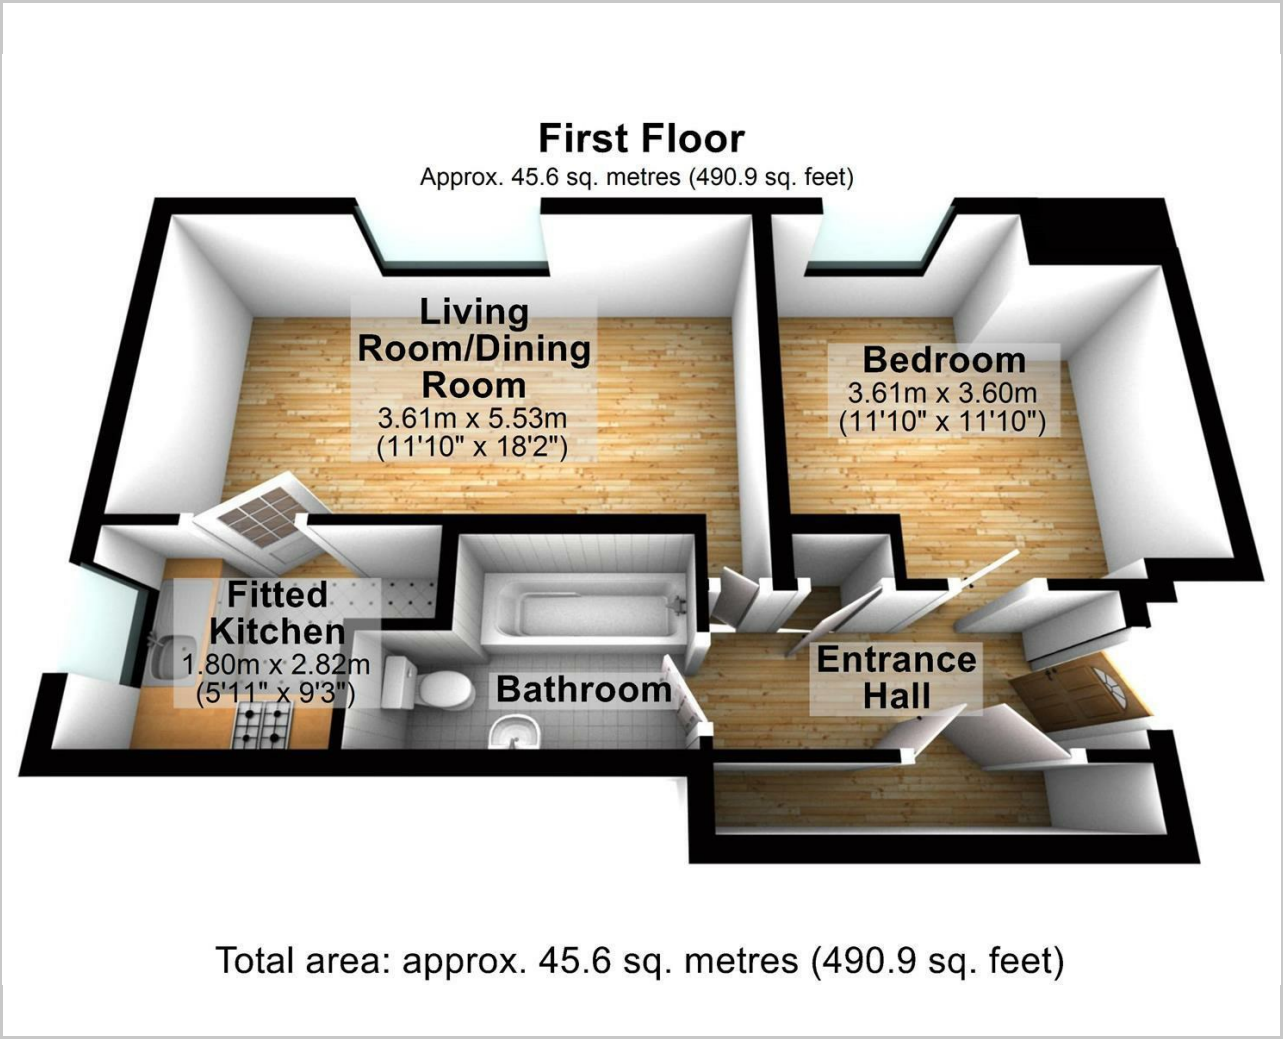 First Floor
Approx. 45.6 sq. metres (490.9 sq. feet)
Living
Room/Dining
Room
3.61m x 5.53m
(11'10" x 18'2")
Bedroom
3.61m x 3.60m
(11'10" x 11'10")
Fitted
Kitchen
1.80m x 2.82m
(5'11" x 9'3")
Bathroom
Entrance
Hall
Total area: approx. 45.6 sq. metres (490.9 sq. feet)